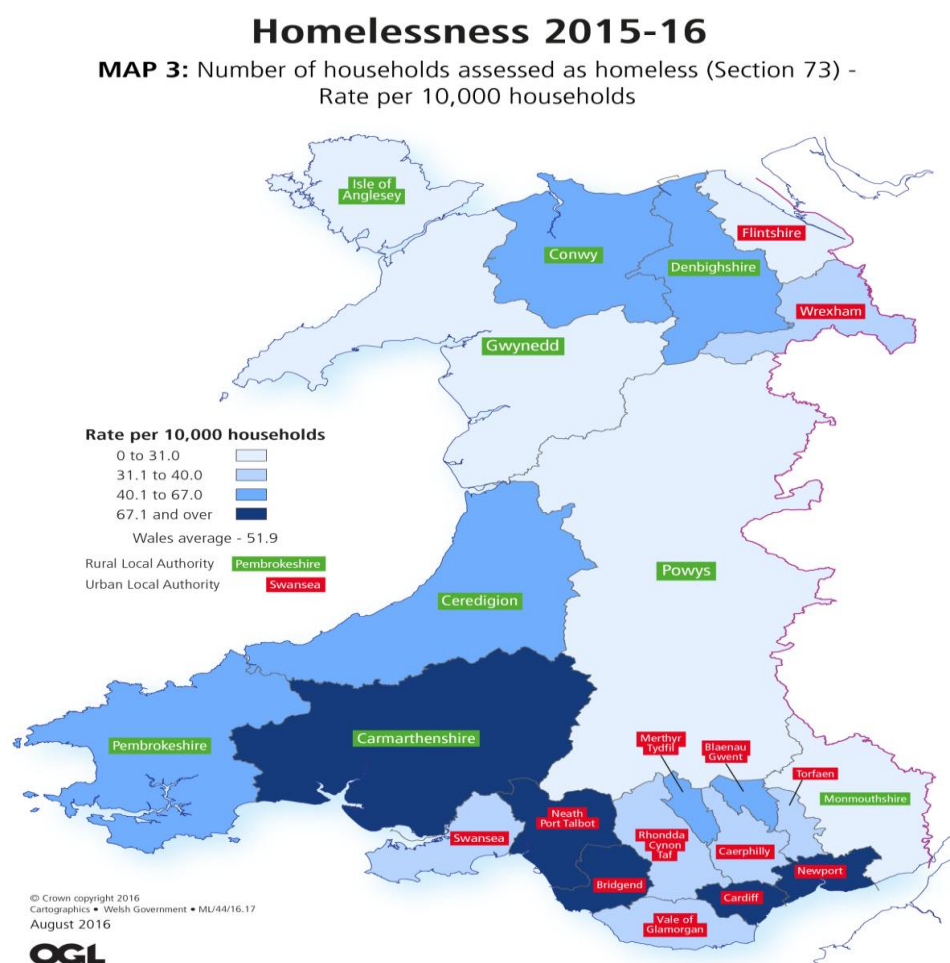 Homelessness 2015-16
MAP 3: Number of households assessed as homeless (Section 73) -
Rate per 10,000 households
Isle of
Anglesey
Flintshire
Conwy
Denbighshire
Wrexham
Gwynedd
Rate per 10,000 households
0 to 31.0
31.1 to 40.0
40.1 to 67.0
67.1 and over
Wales average - 51.9
Rural Local Authority Pembrokeshire
Urban Local Authority Swansea
Powys
Ceredigion
Carmarthenshire
Pembrokeshire
Merthyr
Tydfil
Blaenau
Gwent
Torfaen
Monmouthshire
Neath
Port Talbot
Swansea
Rhondda
Cynon
Taf
Caerphilly
Newport
Bridgend
Cardiff
Vale of
Glamorgan
© Crown copyright 2016
Cartographics • Welsh Government • ML/44/16.17
August 2016
OGL